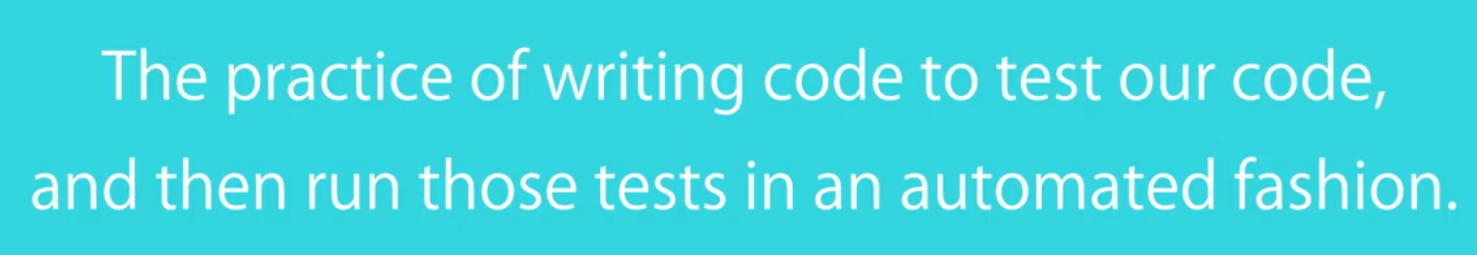 The practice of writing code to test our code,
and then run those tests in an automated fashion.